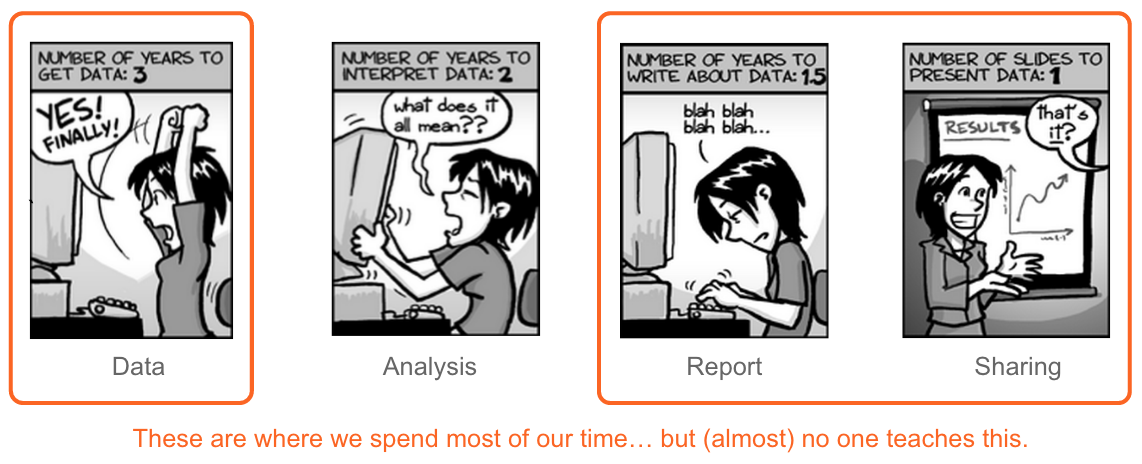 NUMBER OF YEARS TO
GET DATA: 3
YES!
FINALLY!
Data
NUMBER OF YEARS TO
INTERPRET DATA: 2
what does it
all mean??
Analysis
NUMBER OF YEARS TO
WRITE ABOUT DATA: 1.5
blah blah
blah blah...
Report
NUMBER OF SLIDES TO
PRESENT DATA: 1
that's
it?
RESULTS
Sharing
These are where we spend most of our time… but (almost) no one teaches this.